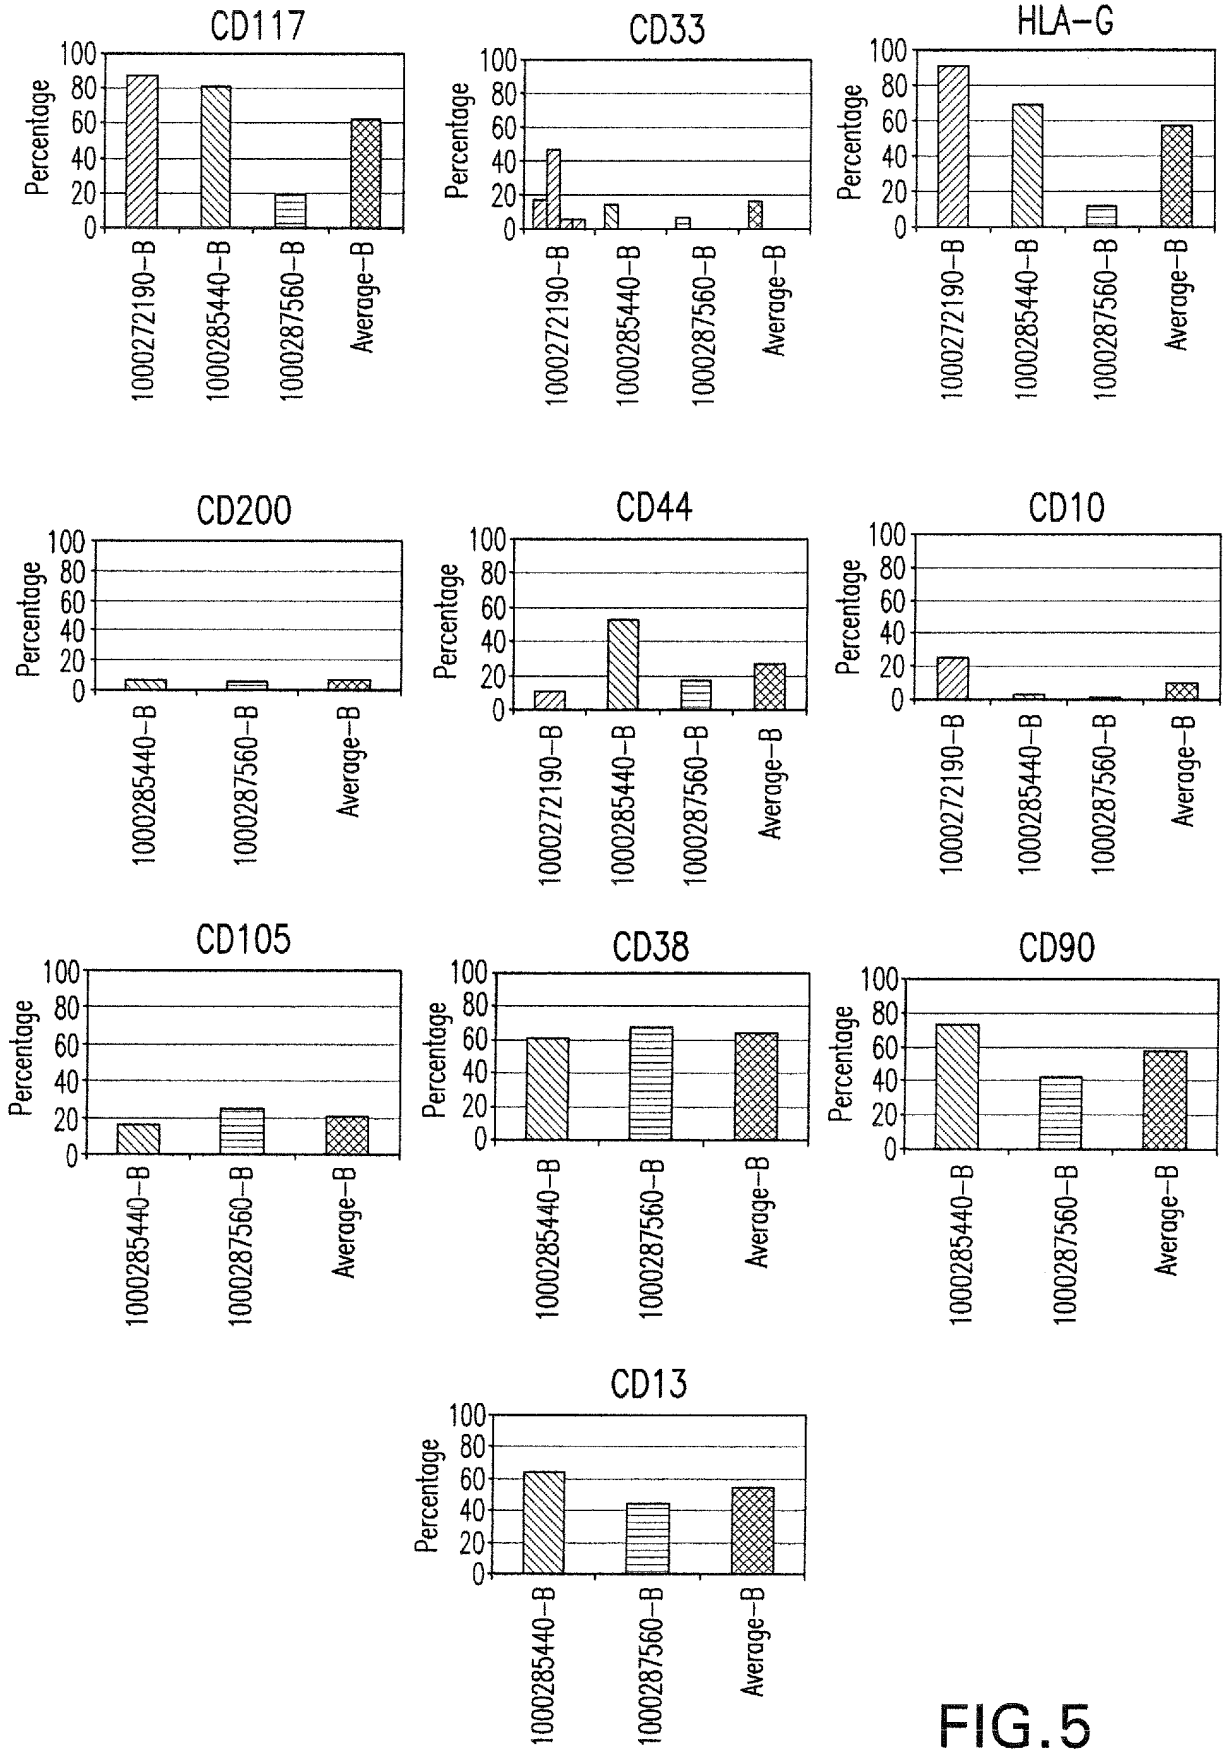 CD117
Percentage
100
80
60
40
20
0
1000272190-B
1000285440-B
1000287560-B
Average-B
CD33
Percentage
100
80
60
40
20
0
1000272190-B
1000285440-B
1000287560-B
Average-B
HLA-G
Percentage
100
80
60
40
20
0
1000272190-B
1000285440-B
1000287560-B
Average-B
CD200
Percentage
100
80
60
40
20
0
1000285440-B
1000287560-B
Average-B
CD44
Percentage
100
80
60
40
20
0
1000272190-B
1000285440-B
1000287560-B
Average-B
CD10
Percentage
100
80
60
40
20
0
1000272190-B
1000285440-B
1000287560-B
Average-B
CD105
Percentage
100
80
60
40
20
0
1000285440-B
1000287560-B
Average-B
CD38
Percentage
100
80
60
40
20
0
1000285440-B
1000287560-B
Average-B
CD90
Percentage
100
80
60
40
20
0
1000285440-B
1000287560-B
Average-B
CD13
Percentage
100
80
60
40
20
0
1000285440-B
1000287560-B
Average-B
FIG.5